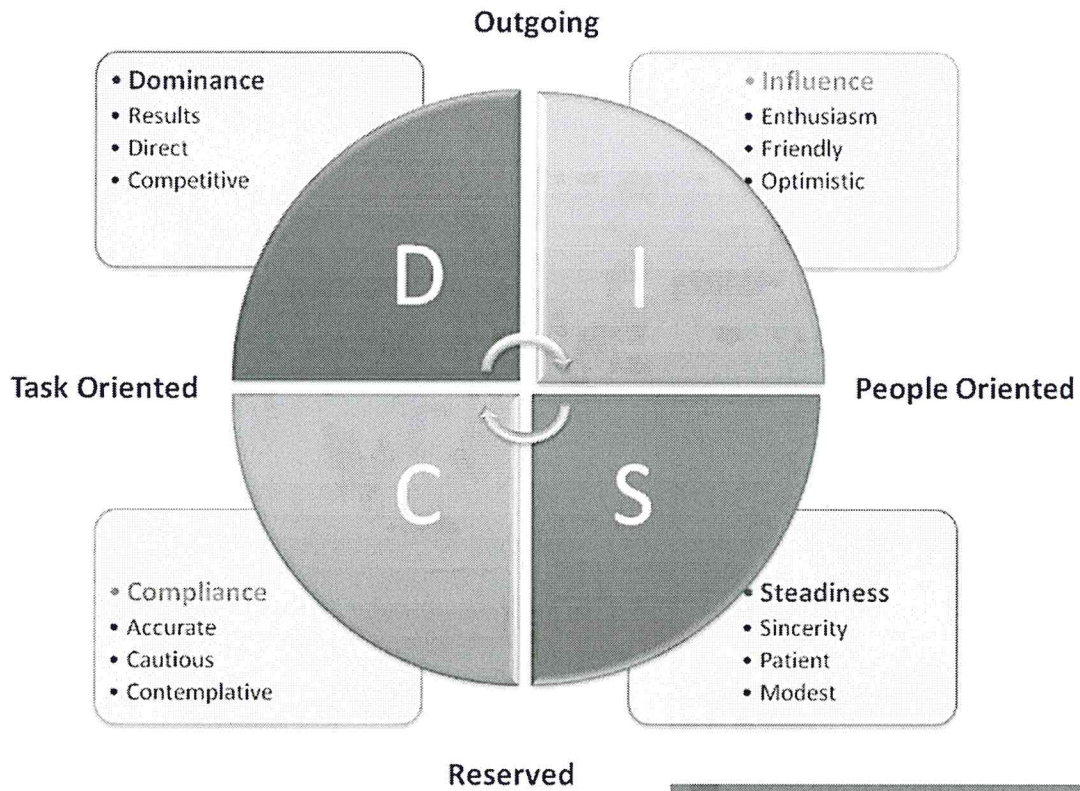 Outgoing
• Dominance
• Results
• Direct
• Competitive
• Influence
• Enthusiasm
• Friendly
• Optimistic
D
I
Task Oriented
People Oriented
C
S
• Compliance
• Accurate
• Cautious
• Contemplative
• Steadiness
• Sincerity
• Patient
• Modest
Reserved